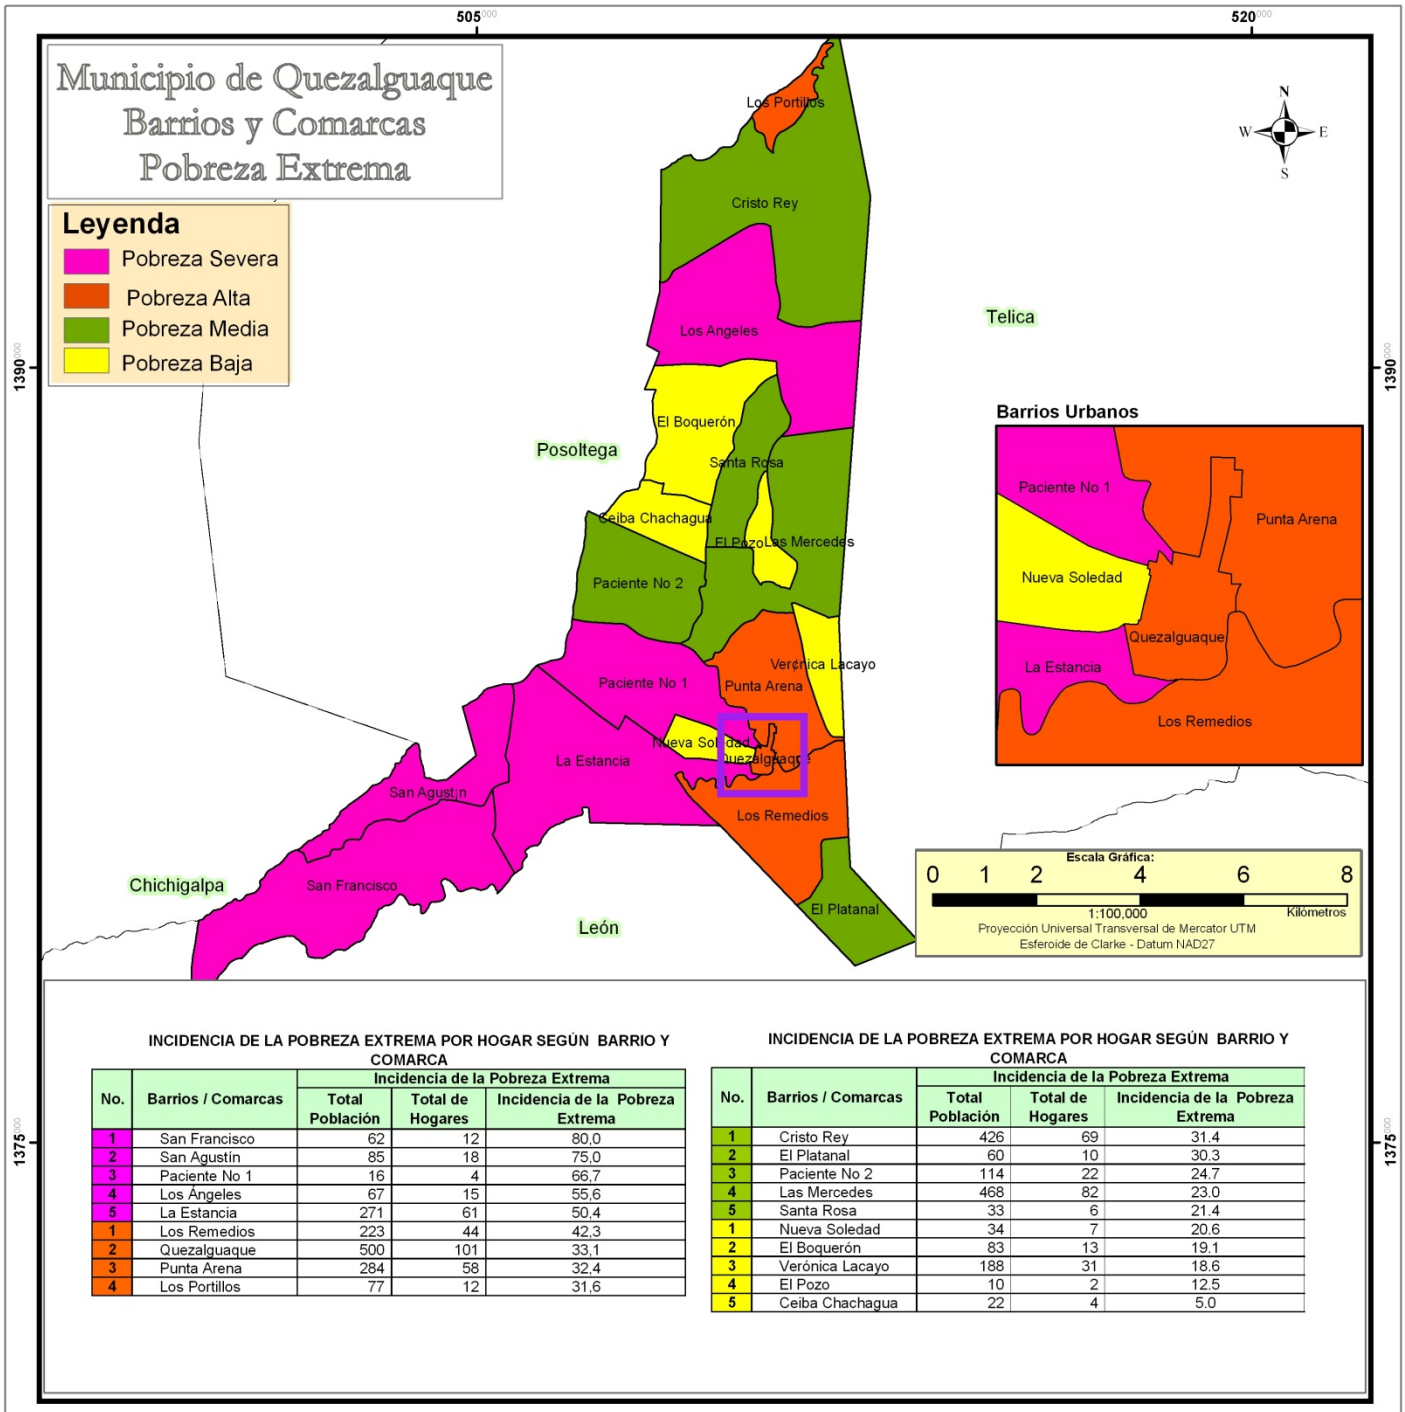 505000
520000
Municipio de Quezalguaque
Barrios y Comarcas
Pobreza Extrema
N
W
E
S
Leyenda
Pobreza Severa
Pobreza Alta
Pobreza Media
Pobreza Baja
1390000
1390000
Los Portillos
Cristo Rey
Los Angeles
Telica
El Boquerón
Posoltega
Santa Rosa
Ceiba Chachagua
El Pozo
Las Mercedes
Paciente No 2
Verónica Lacayo
Paciente No 1
Punta Arena
Nueva Soledad
Quezalguaque
La Estancia
San Agustín
Los Remedios
San Francisco
Chichigalpa
El Platanal
León
Barrios Urbanos
Paciente No 1
Punta Arena
Nueva Soledad
Quezalguaque
La Estancia
Los Remedios
Escala Gráfica:
0 1 2 4 6 8
1:100,000
Kilómetros
Proyección Universal Transversal de Mercator UTM
Esferoide de Clarke - Datum NAD27
1375000
1375000
INCIDENCIA DE LA POBREZA EXTREMA POR HOGAR SEGÚN BARRIO Y
COMARCA
No. Barrios / Comarcas Incidencia de la Pobreza Extrema
Total Población Total de Hogares Incidencia de la Pobreza Extrema
1 San Francisco 62 12 80,0
2 San Agustín 85 18 75,0
3 Paciente No 1 16 4 66,7
4 Los Ángeles 67 15 55,6
5 La Estancia 271 61 50,4
1 Los Remedios 223 44 42,3
2 Quezalguaque 500 101 33,1
3 Punta Arena 284 58 32,4
4 Los Portillos 77 12 31,6
INCIDENCIA DE LA POBREZA EXTREMA POR HOGAR SEGÚN BARRIO Y
COMARCA
No. Barrios / Comarcas Incidencia de la Pobreza Extrema
Total Población Total de Hogares Incidencia de la Pobreza Extrema
1 Cristo Rey 426 69 31.4
2 El Platanal 60 10 30.3
3 Paciente No 2 114 22 24.7
4 Las Mercedes 468 82 23.0
5 Santa Rosa 33 6 21.4
1 Nueva Soledad 34 7 20.6
2 El Boquerón 83 13 19.1
3 Verónica Lacayo 188 31 18.6
4 El Pozo 10 2 12.5
5 Ceiba Chachagua 22 4 5.0